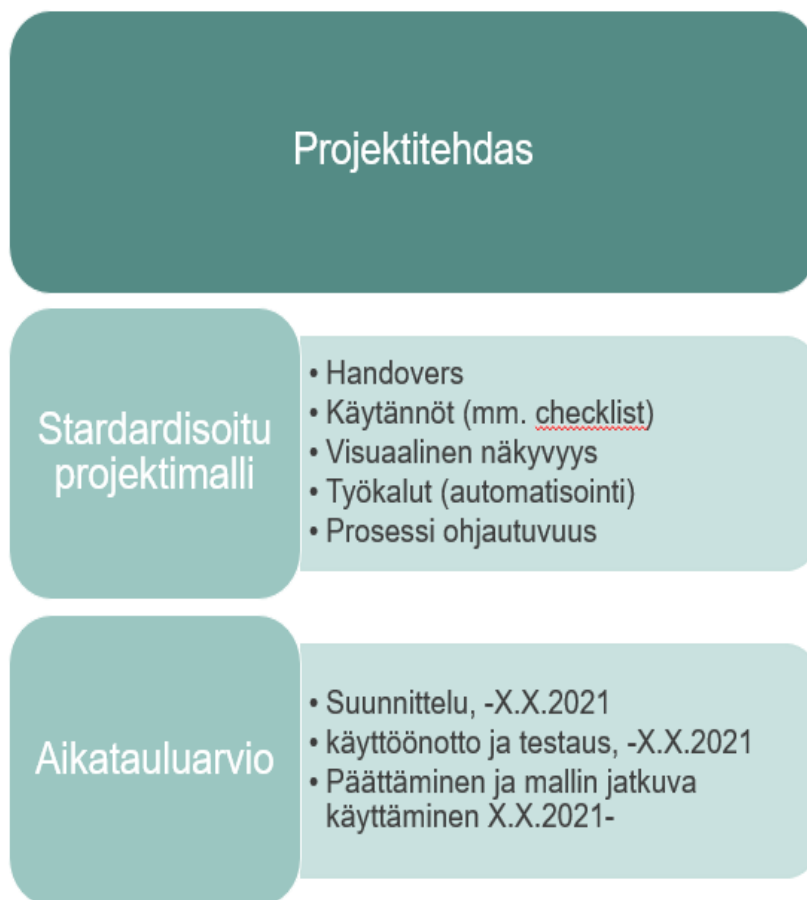 Projektitehdas
Stardardisoitu
projektimalli
• Handovers
• Käytännöt (mm. checklist)
• Visuaalinen näkyvyys
• Työkalut (automatisointi)
• Prosessi ohjautuvuus
Aikatauluarvio
• Suunnittelu, -X.X.2021
• käyttöönotto ja testaus, -X.X.2021
• Päättäminen ja mallin jatkuva
käyttäminen X.X.2021-